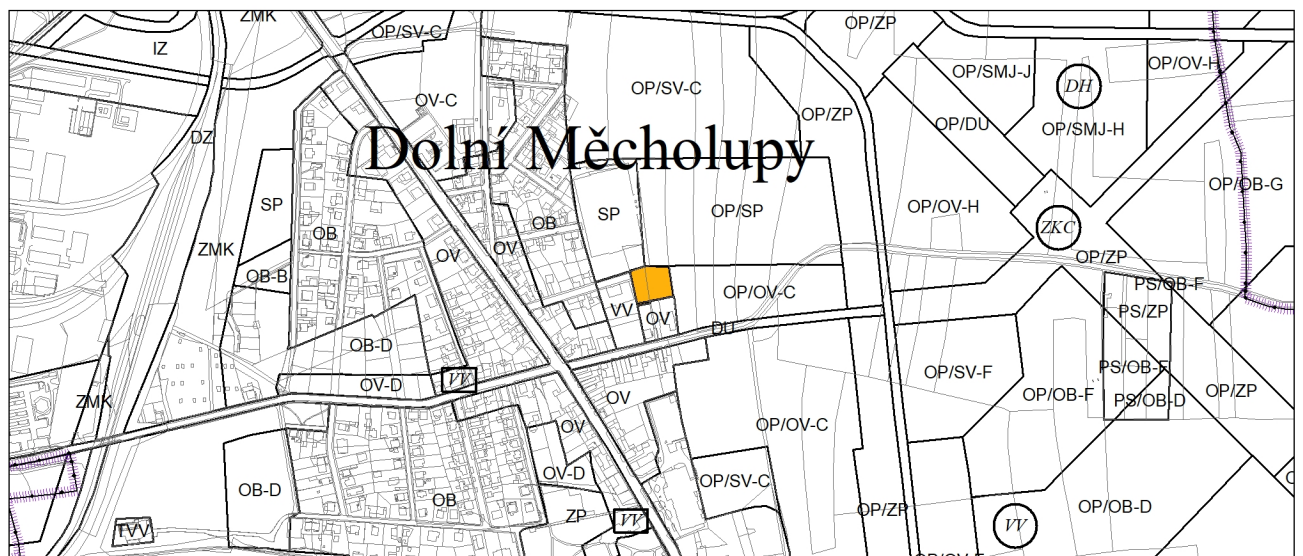 ZMK
IZ
OP/SV-C
OP/ZP
OP/SMJ-J
DH
OP/OV-H
OV-C
OP/SV-C
OP/ZP
OP/DU
OP/SMJ-H
DZ
Dolní Měcholupy
SP
OB
OB
SP
OP/SP
OP/OV-H
OP/OB-G
ZKC
ZMK
OV
OV
OP/ZP
OB-B
PS/OB-F
VV
OV
OP/OV-C
PS/ZP
DU
OB-D
VV
OV-D
OP/SV-F
PS/OB-F
OP/OB-F
OP/ZP
ZMK
OV
PS/OB-D
OV
OP/OV-C
OV-D
OP/SV-C
OB-D
OB
ZP
VV
OP/ZP
VV
OP/OB-D
TVV